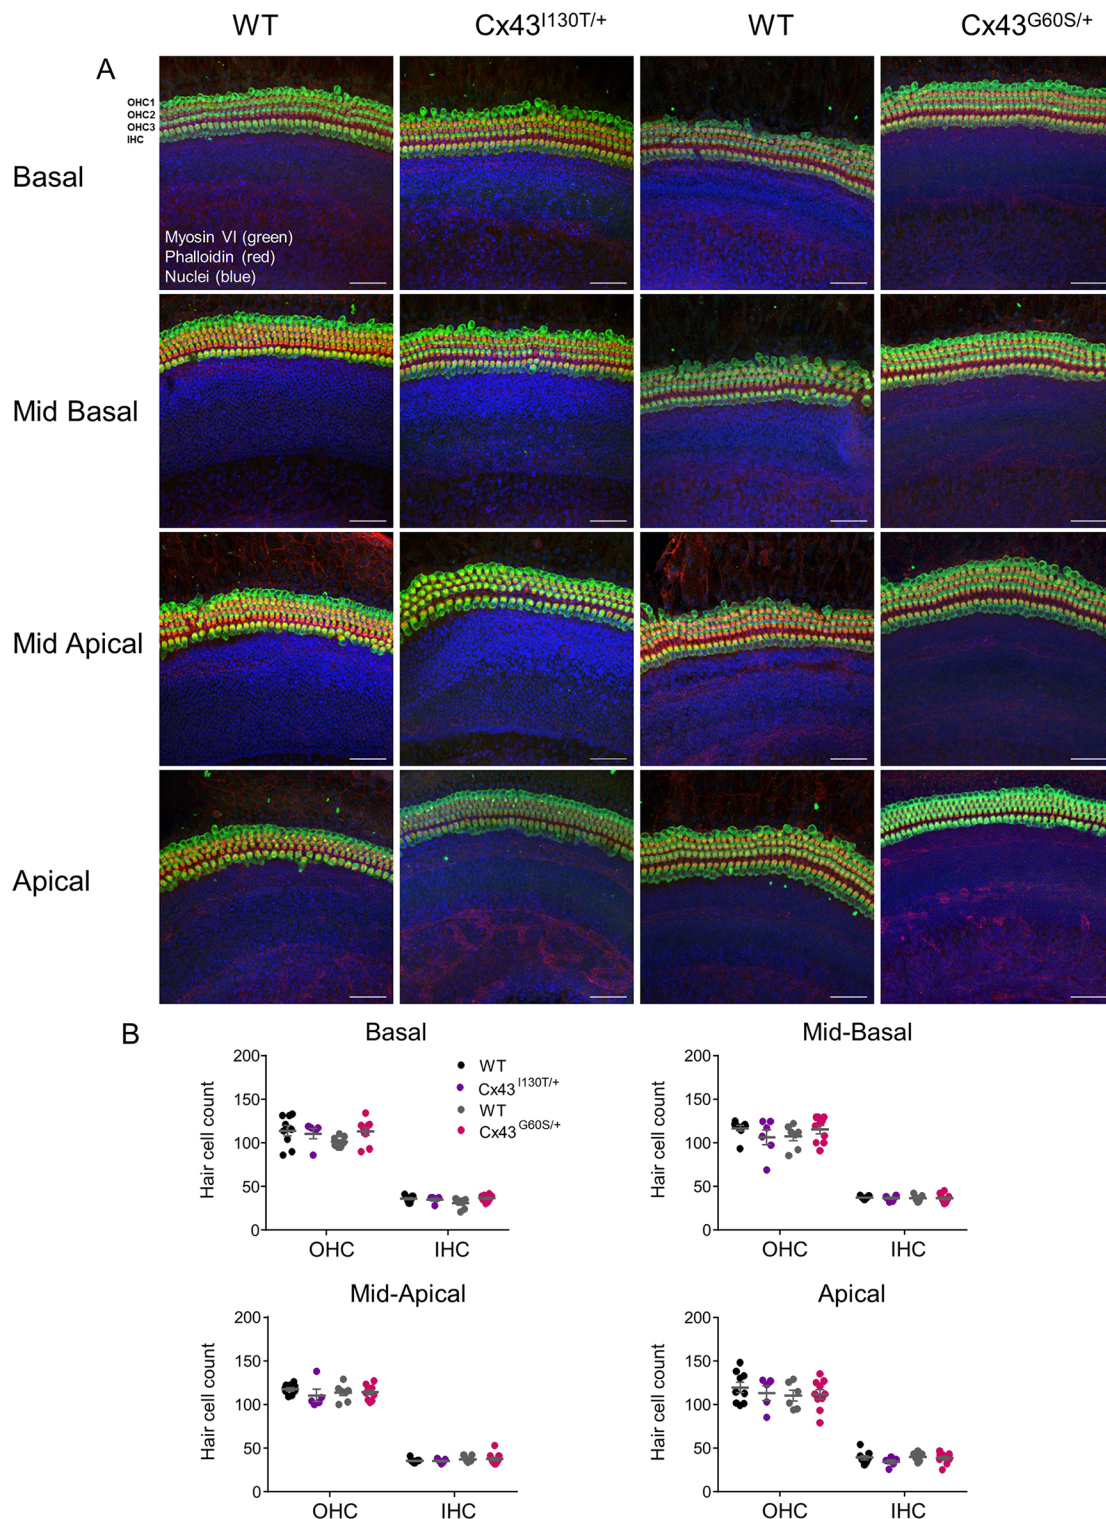 WT Cx43I130T/+ WT Cx43G60S/+
A
OHC1
OHC2
OHC3
IHC
Basal
Myosin VI (green)
Phalloidin (red)
Nuclei (blue)
Mid Basal
Mid Apical
Apical
B
Basal
Hair cell count
200
150
100
50
0
OHC IHC
WT
Cx43I130T/+
WT
Cx43G60S/+
Mid-Basal
Hair cell count
200
150
100
50
0
OHC IHC
Mid-Apical
Hair cell count
200
150
100
50
0
OHC IHC
Apical
Hair cell count
200
150
100
50
0
OHC IHC